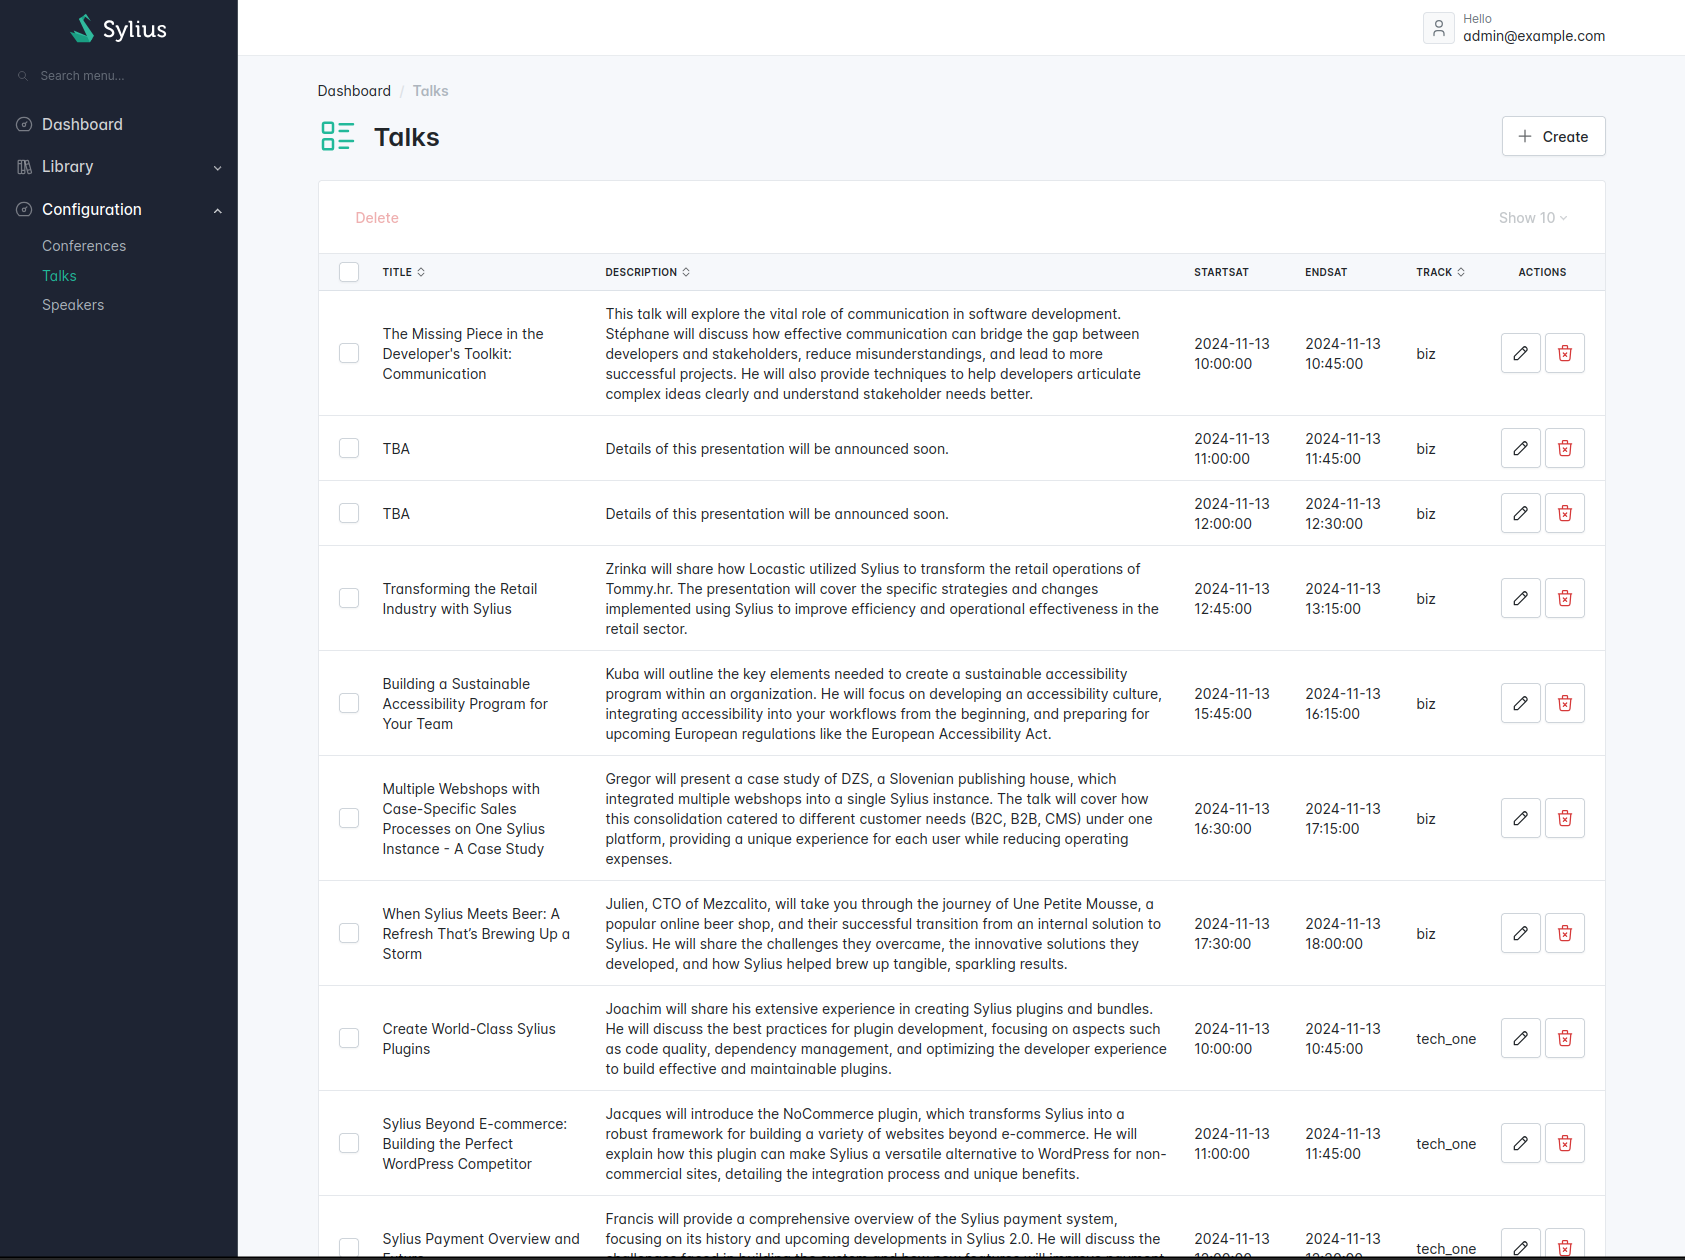 Sylius
Search menu...
Dashboard
Library
Configuration
Conferences
Talks
Speakers
Hello
admin@example.com
Dashboard / Talks
Talks
Create
Delete
Show 10
TITLE
DESCRIPTION
STARTSAT
ENDSAT
TRACK
ACTIONS
The Missing Piece in the
Developer's Toolkit:
Communication
This talk will explore the vital role of communication in software development.
Stéphane will discuss how effective communication can bridge the gap between
developers and stakeholders, reduce misunderstandings, and lead to more
successful projects. He will also provide techniques to help developers articulate
complex ideas clearly and understand stakeholder needs better.
2024-11-13
10:00:00
2024-11-13
10:45:00
biz
TBA
Details of this presentation will be announced soon.
2024-11-13
11:00:00
2024-11-13
11:45:00
biz
TBA
Details of this presentation will be announced soon.
2024-11-13
12:00:00
2024-11-13
12:30:00
biz
Transforming the Retail
Industry with Sylius
Zrinka will share how Locastic utilized Sylius to transform the retail operations of
Tommy.hr. The presentation will cover the specific strategies and changes
implemented using Sylius to improve efficiency and operational effectiveness in the
retail sector.
2024-11-13
12:45:00
2024-11-13
13:15:00
biz
Building a Sustainable
Accessibility Program for
Your Team
Kuba will outline the key elements needed to create a sustainable accessibility
program within an organization. He will focus on developing an accessibility culture,
integrating accessibility into your workflows from the beginning, and preparing for
upcoming European regulations like the European Accessibility Act.
2024-11-13
15:45:00
2024-11-13
16:15:00
biz
Multiple Webshops with
Case-Specific Sales
Processes on One Sylius
Instance - A Case Study
Gregor will present a case study of DZS, a Slovenian publishing house, which
integrated multiple webshops into a single Sylius instance. The talk will cover how
this consolidation catered to different customer needs (B2C, B2B, CMS) under one
platform, providing a unique experience for each user while reducing operating
expenses.
2024-11-13
16:30:00
2024-11-13
17:15:00
biz
When Sylius Meets Beer: A
Refresh That’s Brewing Up a
Storm
Julien, CTO of Mezcalito, will take you through the journey of Une Petite Mousse, a
popular online beer shop, and their successful transition from an internal solution to
Sylius. He will share the challenges they overcame, the innovative solutions they
developed, and how Sylius helped brew up tangible, sparkling results.
2024-11-13
17:30:00
2024-11-13
18:00:00
biz
Create World-Class Sylius
Plugins
Joachim will share his extensive experience in creating Sylius plugins and bundles.
He will discuss the best practices for plugin development, focusing on aspects such
as code quality, dependency management, and optimizing the developer experience
to build effective and maintainable plugins.
2024-11-13
10:00:00
2024-11-13
10:45:00
tech_one
Sylius Beyond E-commerce:
Building the Perfect
WordPress Competitor
Jacques will introduce the NoCommerce plugin, which transforms Sylius into a
robust framework for building a variety of websites beyond e-commerce. He will
explain how this plugin can make Sylius a versatile alternative to WordPress for non-
commercial sites, detailing the integration process and unique benefits.
2024-11-13
11:00:00
2024-11-13
11:45:00
tech_one
Sylius Payment Overview and
Francis will provide a comprehensive overview of the Sylius payment system,
focusing on its history and upcoming developments in Sylius 2.0. He will discuss the
2024-11-13
2024-11-13
tech_one